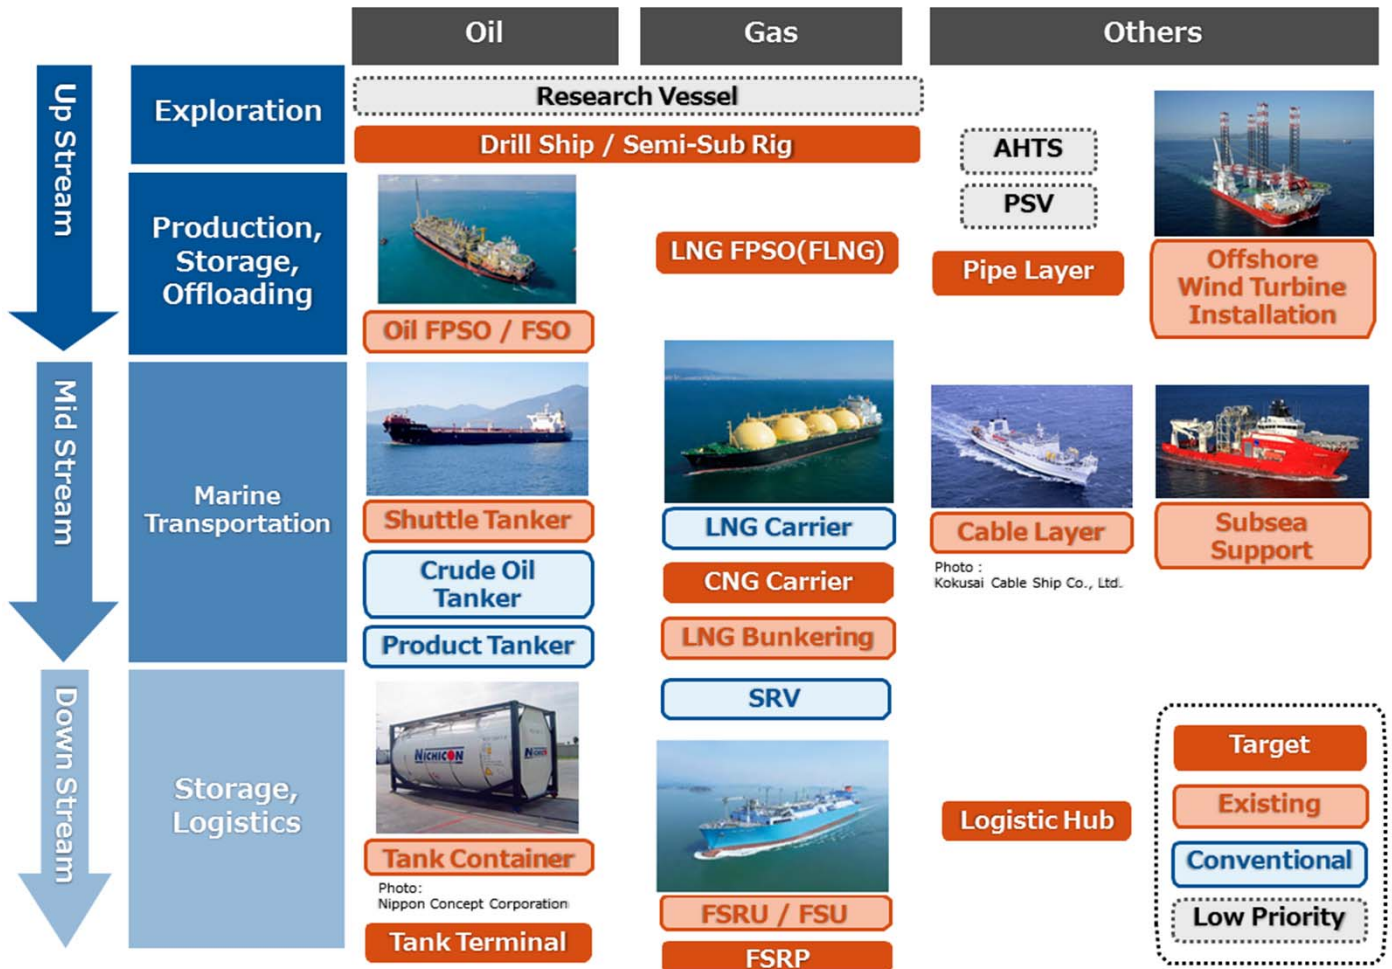 Oil
Gas
Others
Up Stream
Exploration
Research Vessel
Drill Ship / Semi-Sub Rig
AHTS
PSV
Production,
Storage,
Offloading
LNG FPSO(FLNG)
Pipe Layer
Offshore
Wind Turbine
Installation
Oil FPSO / FSO
Mid Stream
Marine
Transportation
Shuttle Tanker
LNG Carrier
Cable Layer
Subsea
Support
Photo :
Kokusai Cable Ship Co., Ltd.
Crude Oil
Tanker
CNG Carrier
Product Tanker
LNG Bunkering
Down Stream
Storage,
Logistics
SRV
NICHICON
NICHICON
Tank Container
Photo:
Nippon Concept Corporation
Tank Terminal
FSRU / FSU
FSRP
Logistic Hub
Target
Existing
Conventional
Low Priority